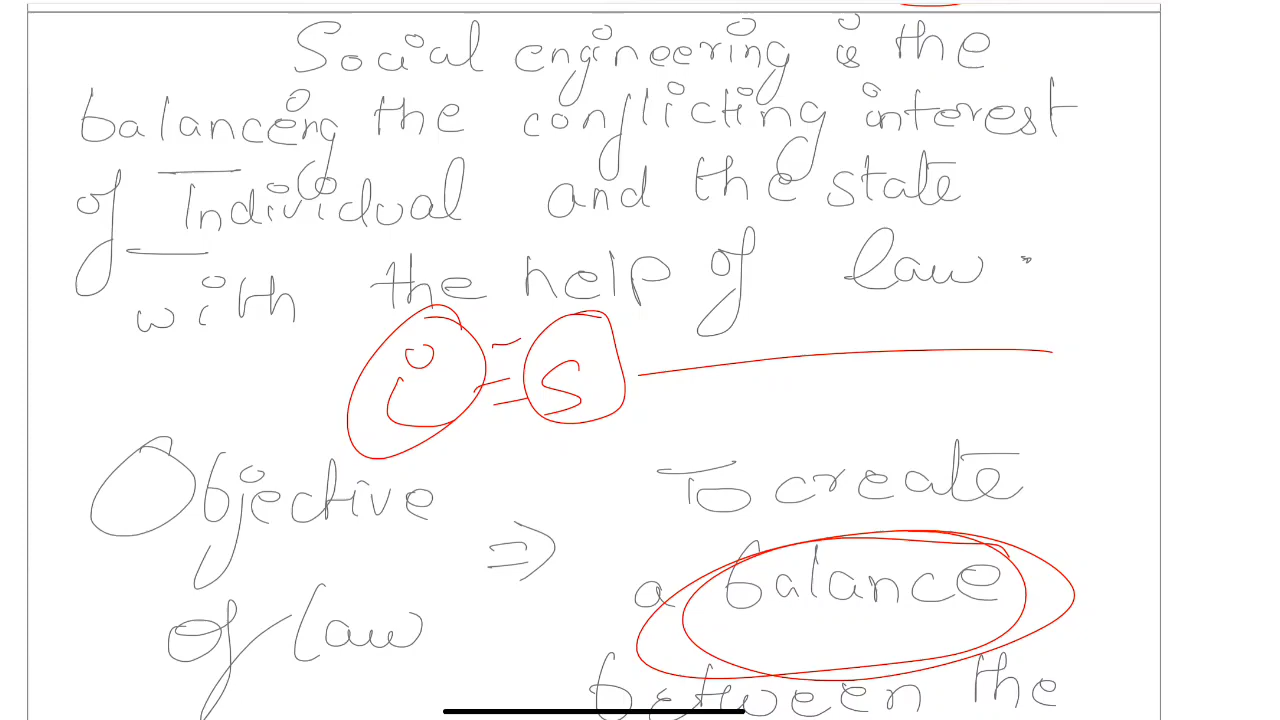 Social engineering is the
balancing the conflicting interest
of Individual and the state
with the help of law.
i = S
Objective ⇒ To create
a balance
of law
between the